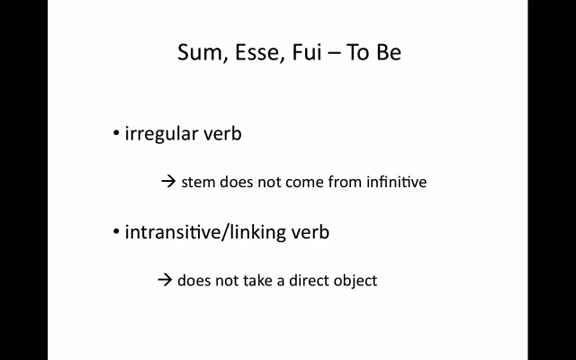 Sum, Esse, Fui – To Be
• irregular verb
→ stem does not come from infinitive
• intransitive/linking verb
→ does not take a direct object